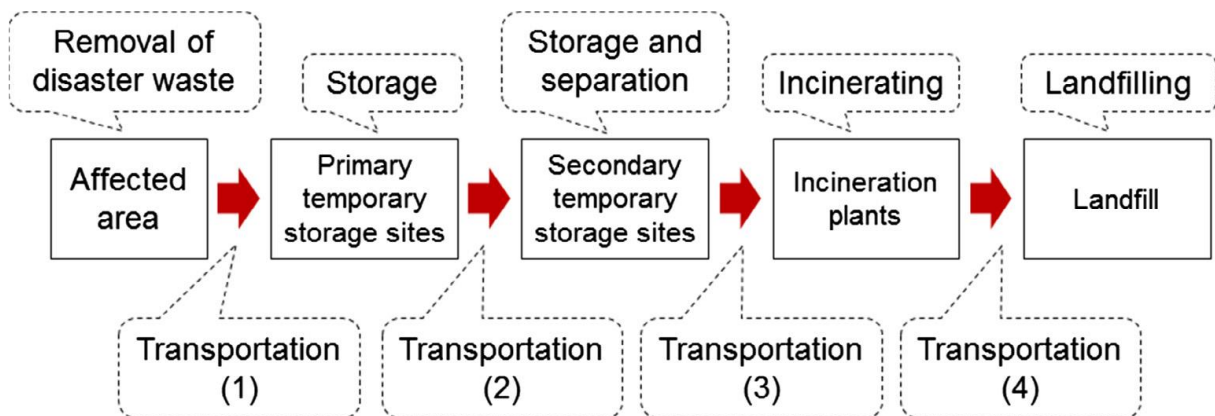 Removal of
disaster waste
Storage
Storage and
separation
Incinerating
Landfilling
Affected
area
Primary
temporary
storage sites
Secondary
temporary
storage sites
Incineration
plants
Landfill
Transportation
(1)
Transportation
(2)
Transportation
(3)
Transportation
(4)